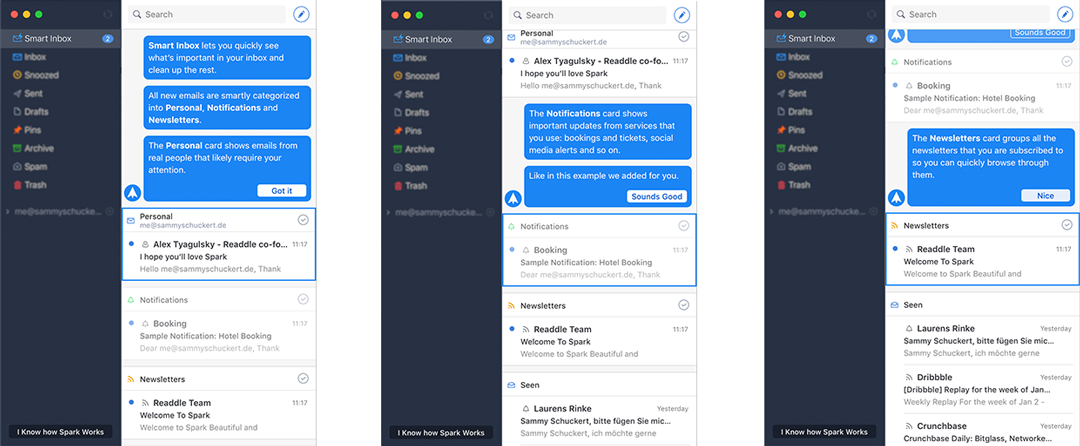 Smart Inbox
2
Inbox
Snoozed
Sent
Drafts
Pins
Archive
Spam
Trash
me@sammyschucke...
I Know how Spark Works
Search
Smart Inbox lets you quickly see
what's important in your inbox and
clean up the rest.
All new emails are smartly categorized
into Personal, Notifications and
Newsletters.
The Personal card shows emails from
real people that likely require your
attention.
Got it
Personal
me@sammyschuckert.de
Alex Tyagulsky - Readdle co-fo... 11:17
I hope you'll love Spark
Hello me@sammyschuckert.de, Thank
Notifications
Booking 11:17
Sample Notification: Hotel Booking
Dear me@sammyschuckert.de, Thank
Newsletters
Readdle Team 11:17
Welcome To Spark
Welcome to Spark Beautiful and
Smart Inbox
2
Inbox
Snoozed
Sent
Drafts
Pins
Archive
Spam
Trash
me@sammyschucke...
I Know how Spark Works
Search
Personal
me@sammyschuckert.de
Alex Tyagulsky - Readdle co-fo... 11:17
I hope you'll love Spark
Hello me@sammyschuckert.de, Thank
The Notifications card shows
important updates from services that
you use: bookings and tickets, social
media alerts and so on.
Like in this example we added for you.
Sounds Good
Notifications
Booking 11:17
Sample Notification: Hotel Booking
Dear me@sammyschuckert.de, Thank
Newsletters
Readdle Team 11:17
Welcome To Spark
Welcome to Spark Beautiful and
Seen
Laurens Rinke Yesterday
Sammy Schuckert, bitte fügen Sie mic...
Sammy Schuckert, ich möchte gerne
Smart Inbox
2
Inbox
Snoozed
Sent
Drafts
Pins
Archive
Spam
Trash
me@sammyschucke...
I Know how Spark Works
Search
Sounds Good
Notifications
Booking 11:17
Sample Notification: Hotel Booking
Dear me@sammyschuckert.de, Thank
The Newsletters card groups all the
newsletters that you are subscribed to
so you can quickly browse through
them.
Nice
Newsletters
Readdle Team 11:17
Welcome To Spark
Welcome to Spark Beautiful and
Seen
Laurens Rinke Yesterday
Sammy Schuckert, bitte fügen Sie mic...
Sammy Schuckert, ich möchte gerne
Dribbble Yesterday
[Dribbble] Replay for the week of Jan...
Weekly Replay For the week of Jan 2 -
Crunchbase Yesterday
Crunchbase Daily: Bitglass, Networke...